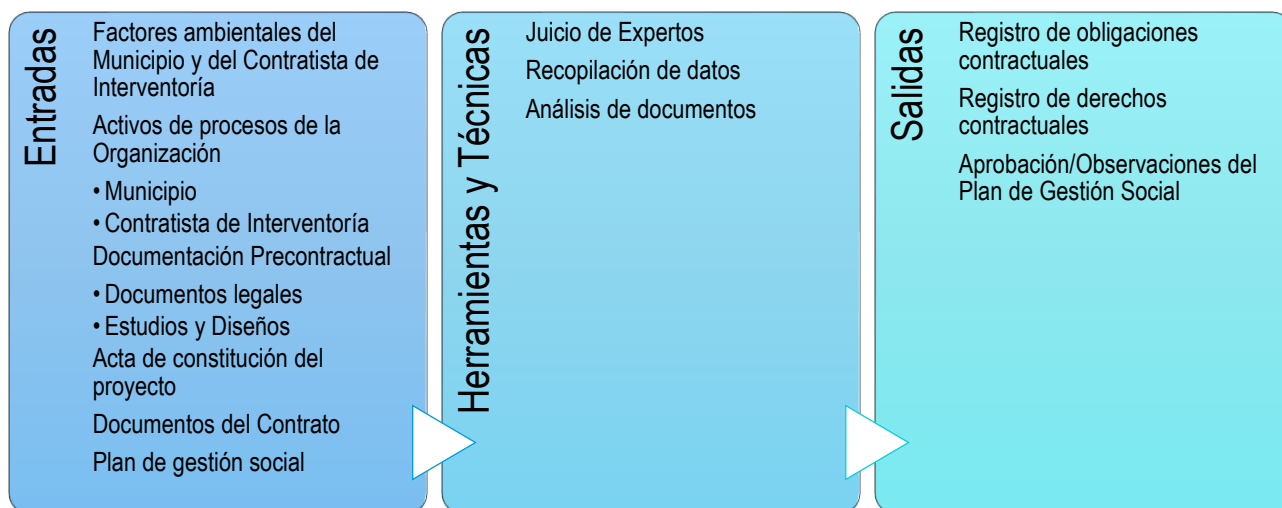 Entradas
Factores ambientales del
Municipio y del Contratista de
Interventoría
Activos de procesos de la
Organización
• Municipio
• Contratista de Interventoría
Documentación Precontractual
• Documentos legales
• Estudios y Diseños
Acta de constitución del
proyecto
Documentos del Contrato
Plan de gestión social
Herramientas y Técnicas
Juicio de Expertos
Recopilación de datos
Análisis de documentos
Salidas
Registro de obligaciones
contractuales
Registro de derechos
contractuales
Aprobación/Observaciones del
Plan de Gestión Social